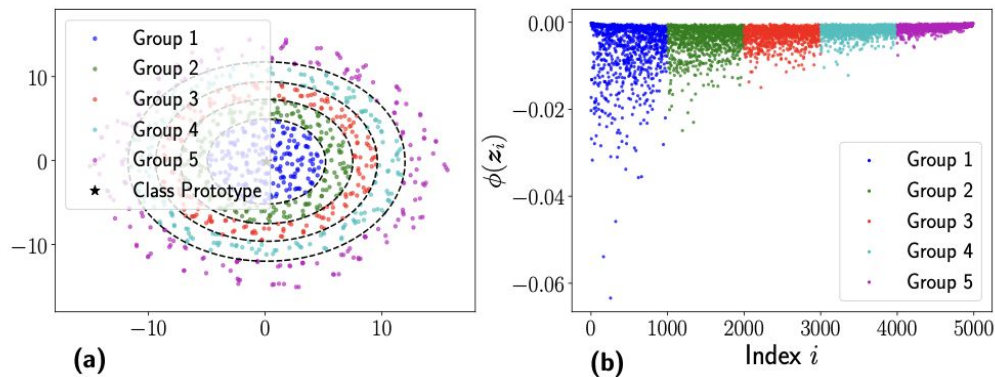 Group 1
Group 2
Group 3
Group 4
Group 5
Class Prototype
10
0
−10
−10
0
10
(a)
0.00
−0.02
−0.04
−0.06
ϕ(𝒛ᵢ)
Group 1
Group 2
Group 3
Group 4
Group 5
0
1000
2000
3000
4000
5000
Index i
(b)